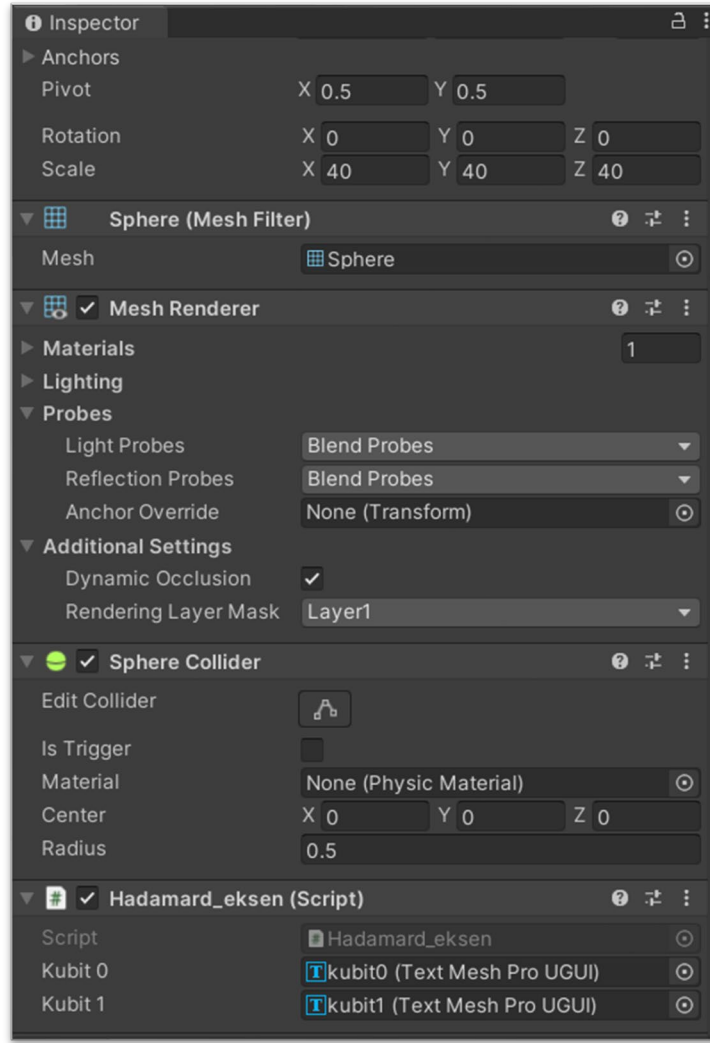 Inspector
Anchors
Pivot X 0.5 Y 0.5
Rotation X 0 Y 0 Z 0
Scale X 40 Y 40 Z 40
Sphere (Mesh Filter)
Mesh Sphere
Mesh Renderer
Materials 1
Lighting
Probes
Light Probes Blend Probes
Reflection Probes Blend Probes
Anchor Override None (Transform)
Additional Settings
Dynamic Occlusion
Rendering Layer Mask Layer1
Sphere Collider
Edit Collider
Is Trigger
Material None (Physic Material)
Center X 0 Y 0 Z 0
Radius 0.5
# Hadamard_eksen (Script)
Script Hadamard_eksen
Kubit 0 T kubit0 (Text Mesh Pro UGUI)
Kubit 1 T kubit1 (Text Mesh Pro UGUI)